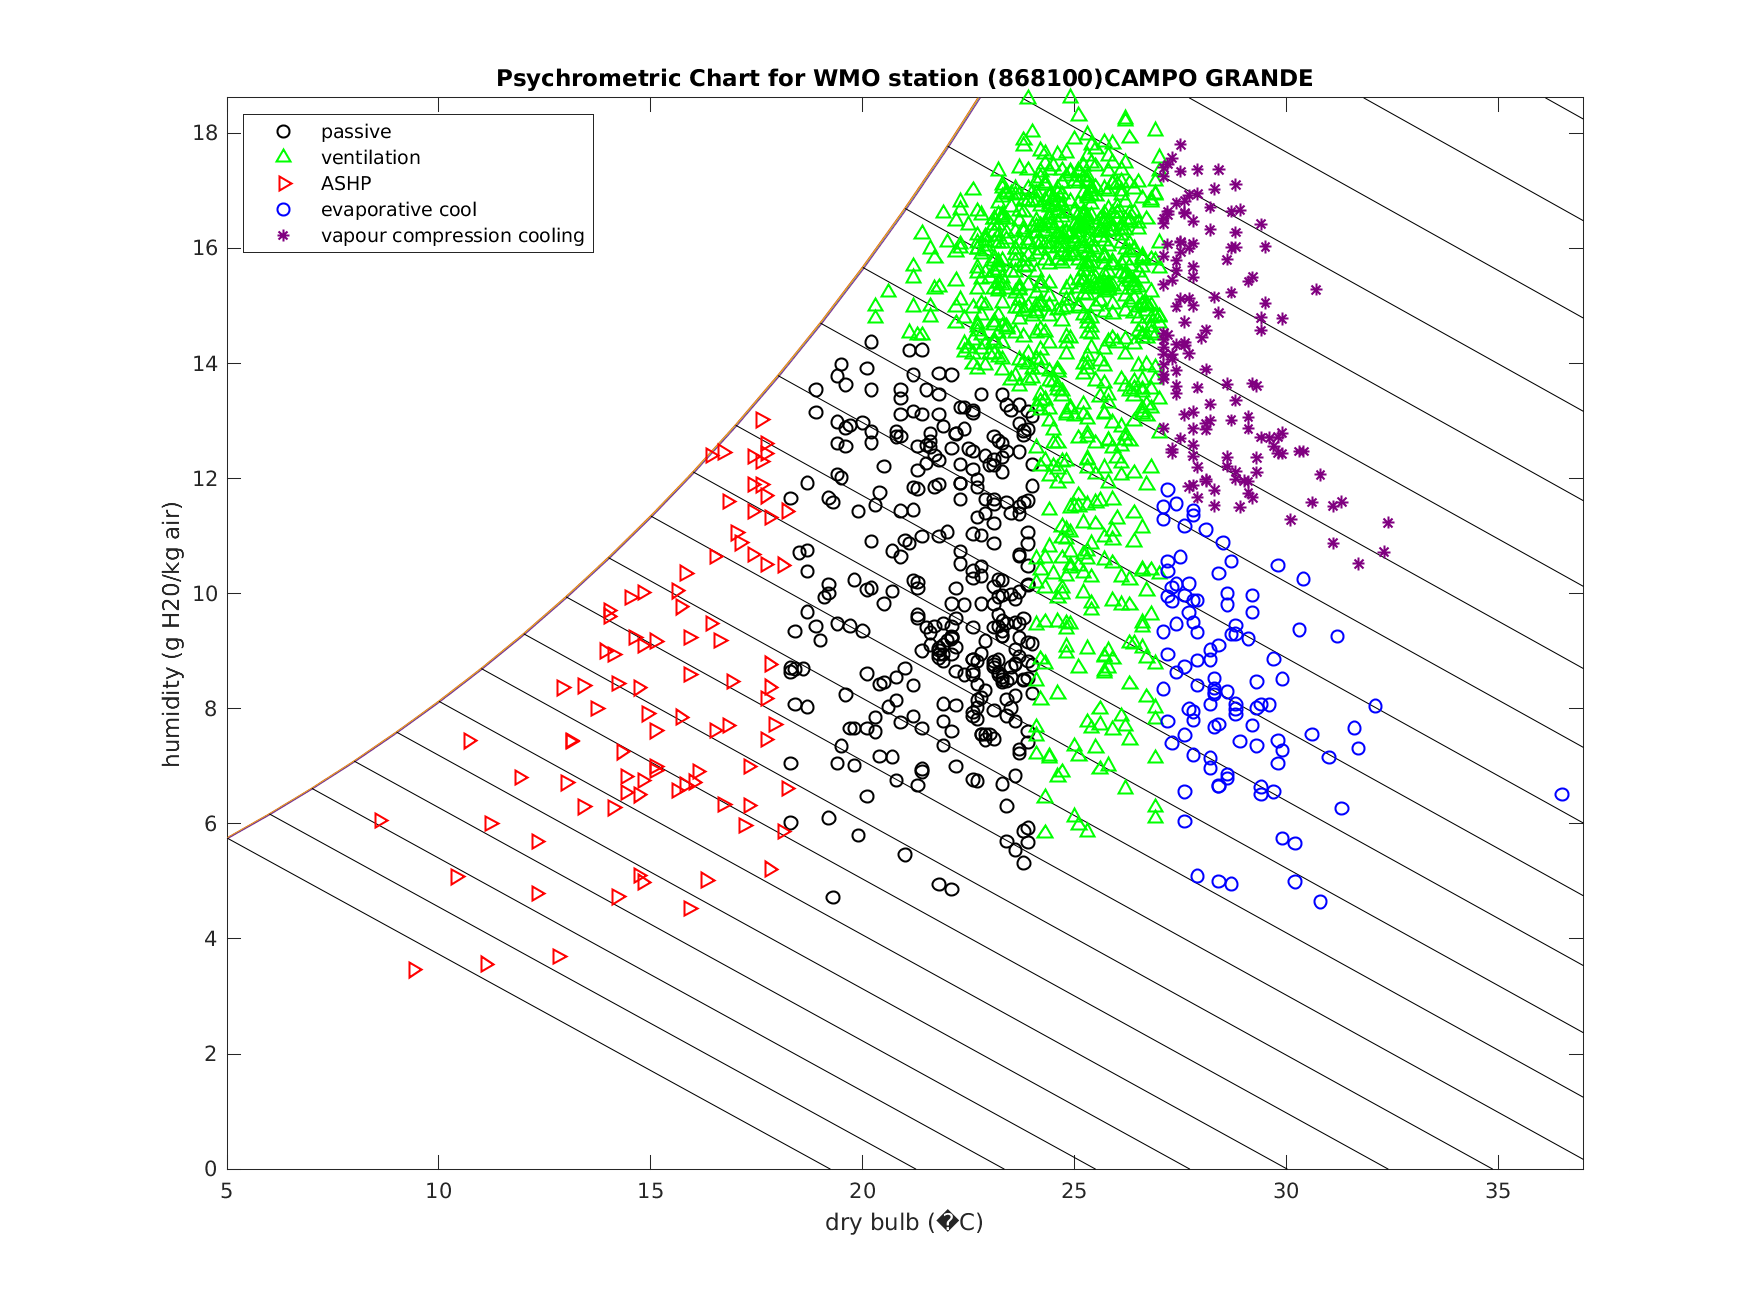 Psychrometric Chart for WMO station (868100)CAMPO GRANDE
passive
ventilation
ASHP
evaporative cool
vapour compression cooling
humidity (g H20/kg air)
18
16
14
12
10
8
6
4
2
0
5 10 15 20 25 30 35
dry bulb (�C)